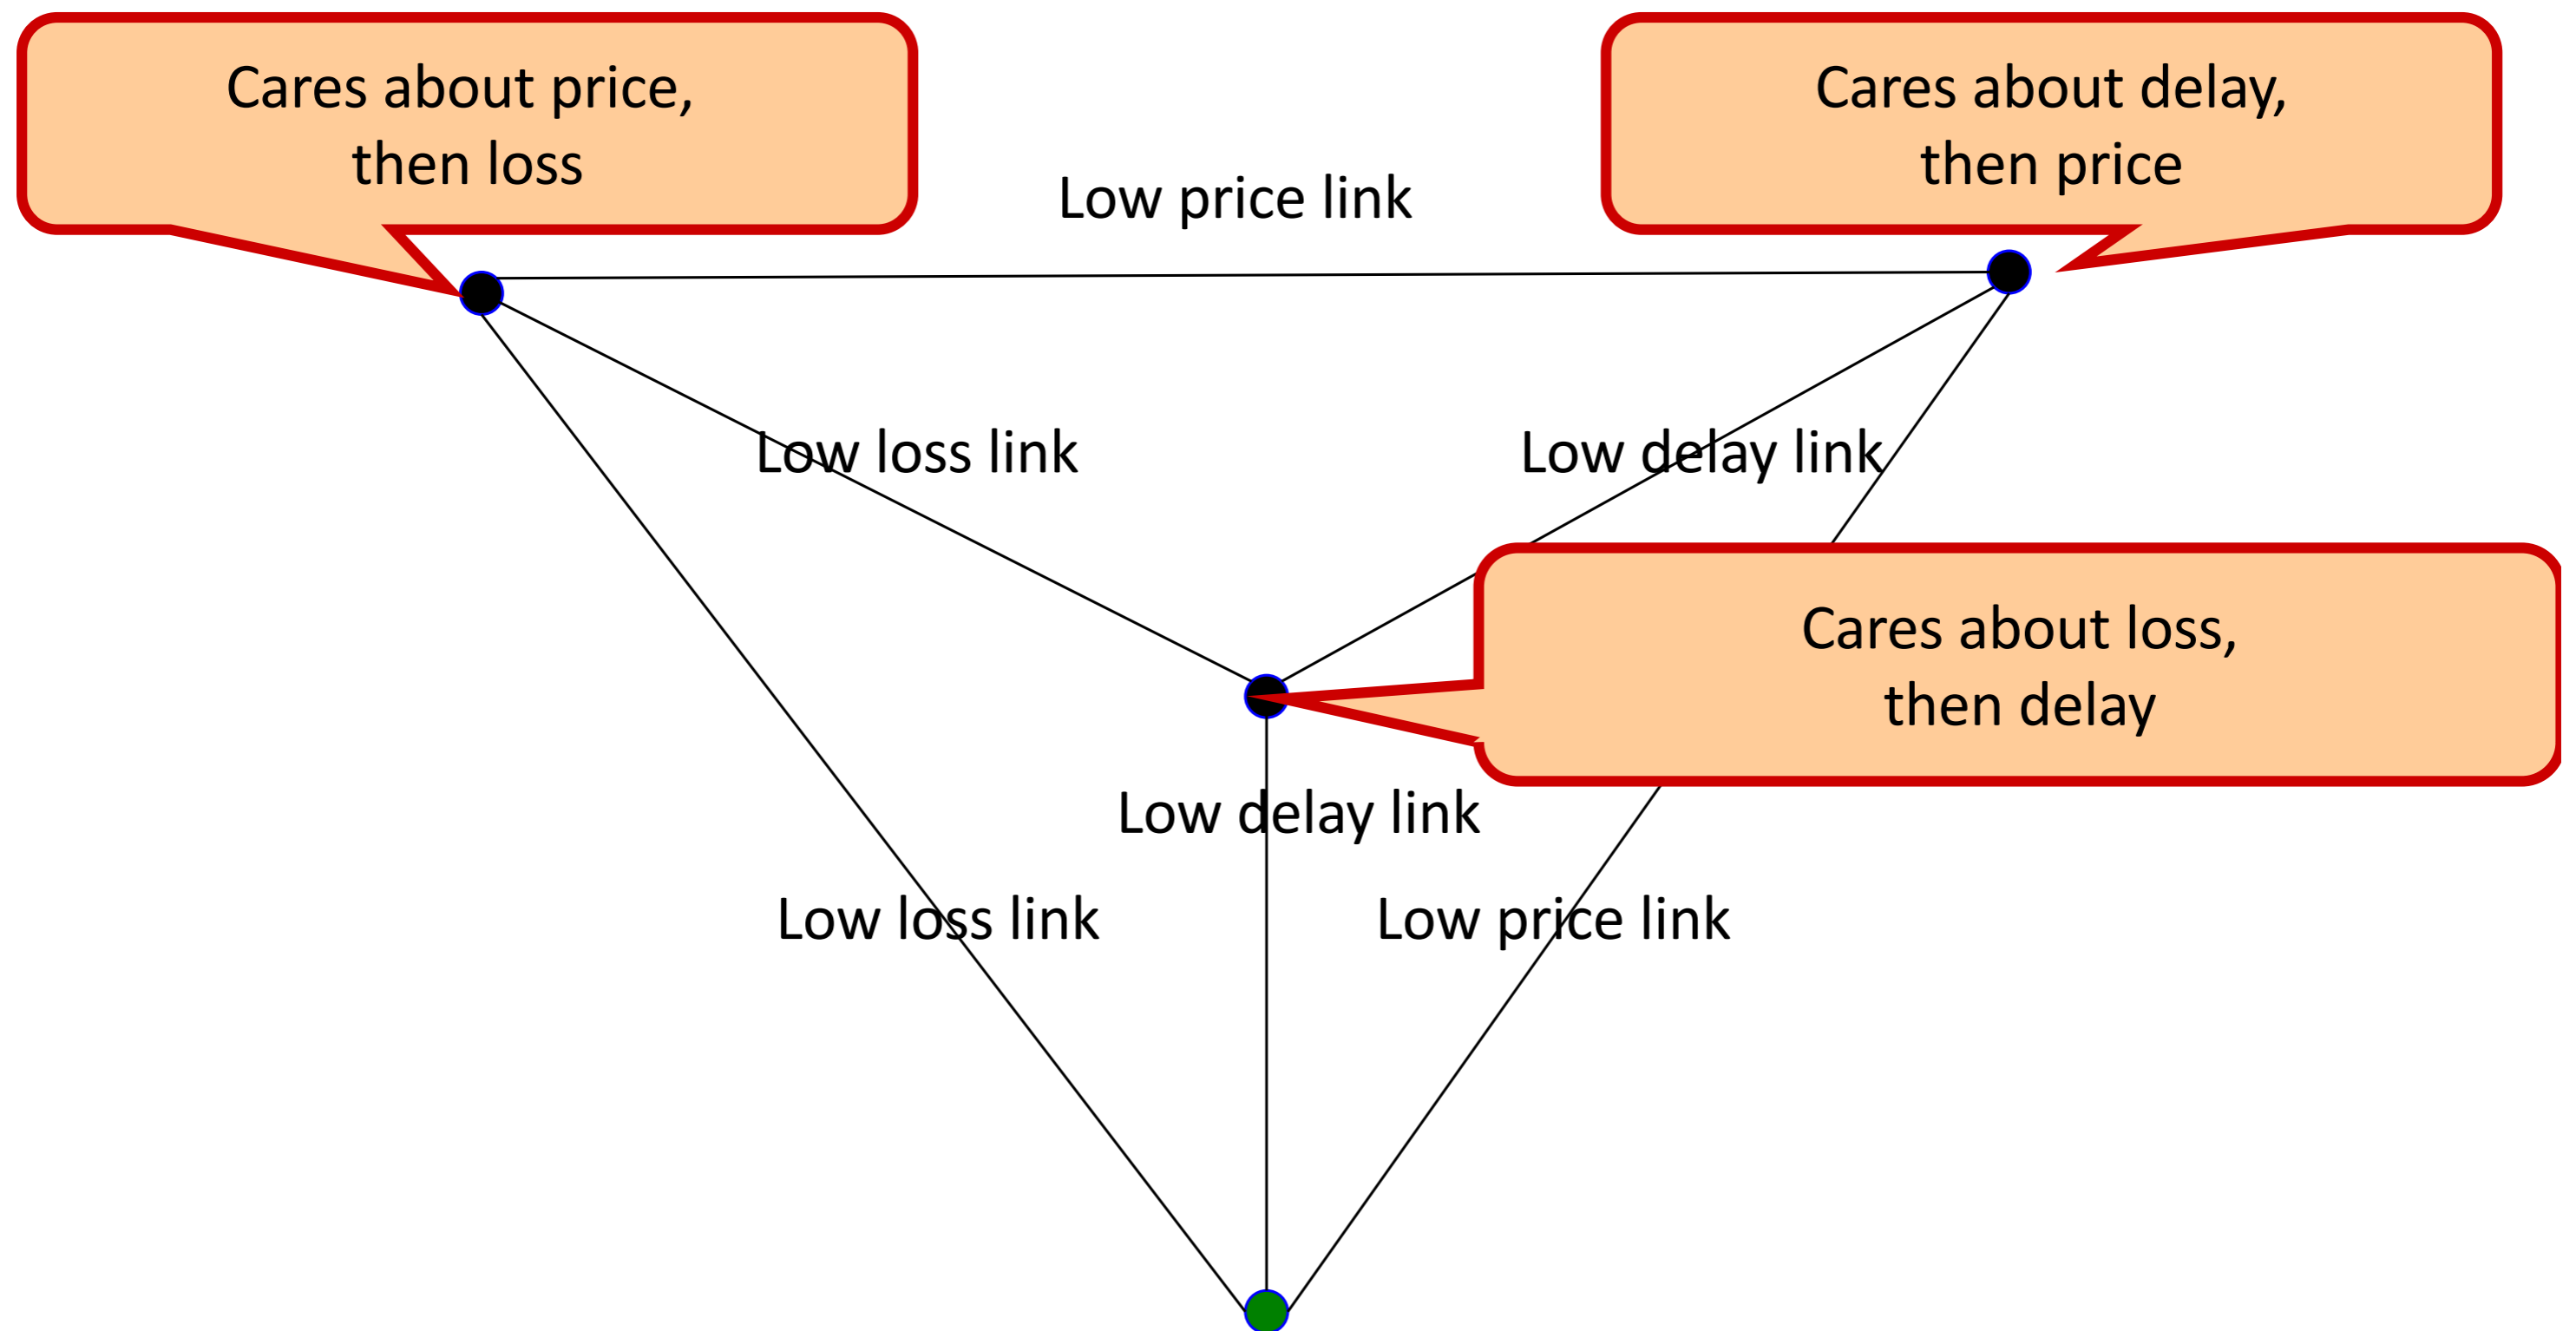 Cares about price,
then loss
Cares about delay,
then price
Low price link
Low loss link
Low delay link
Cares about loss,
then delay
Low delay link
Low loss link
Low price link